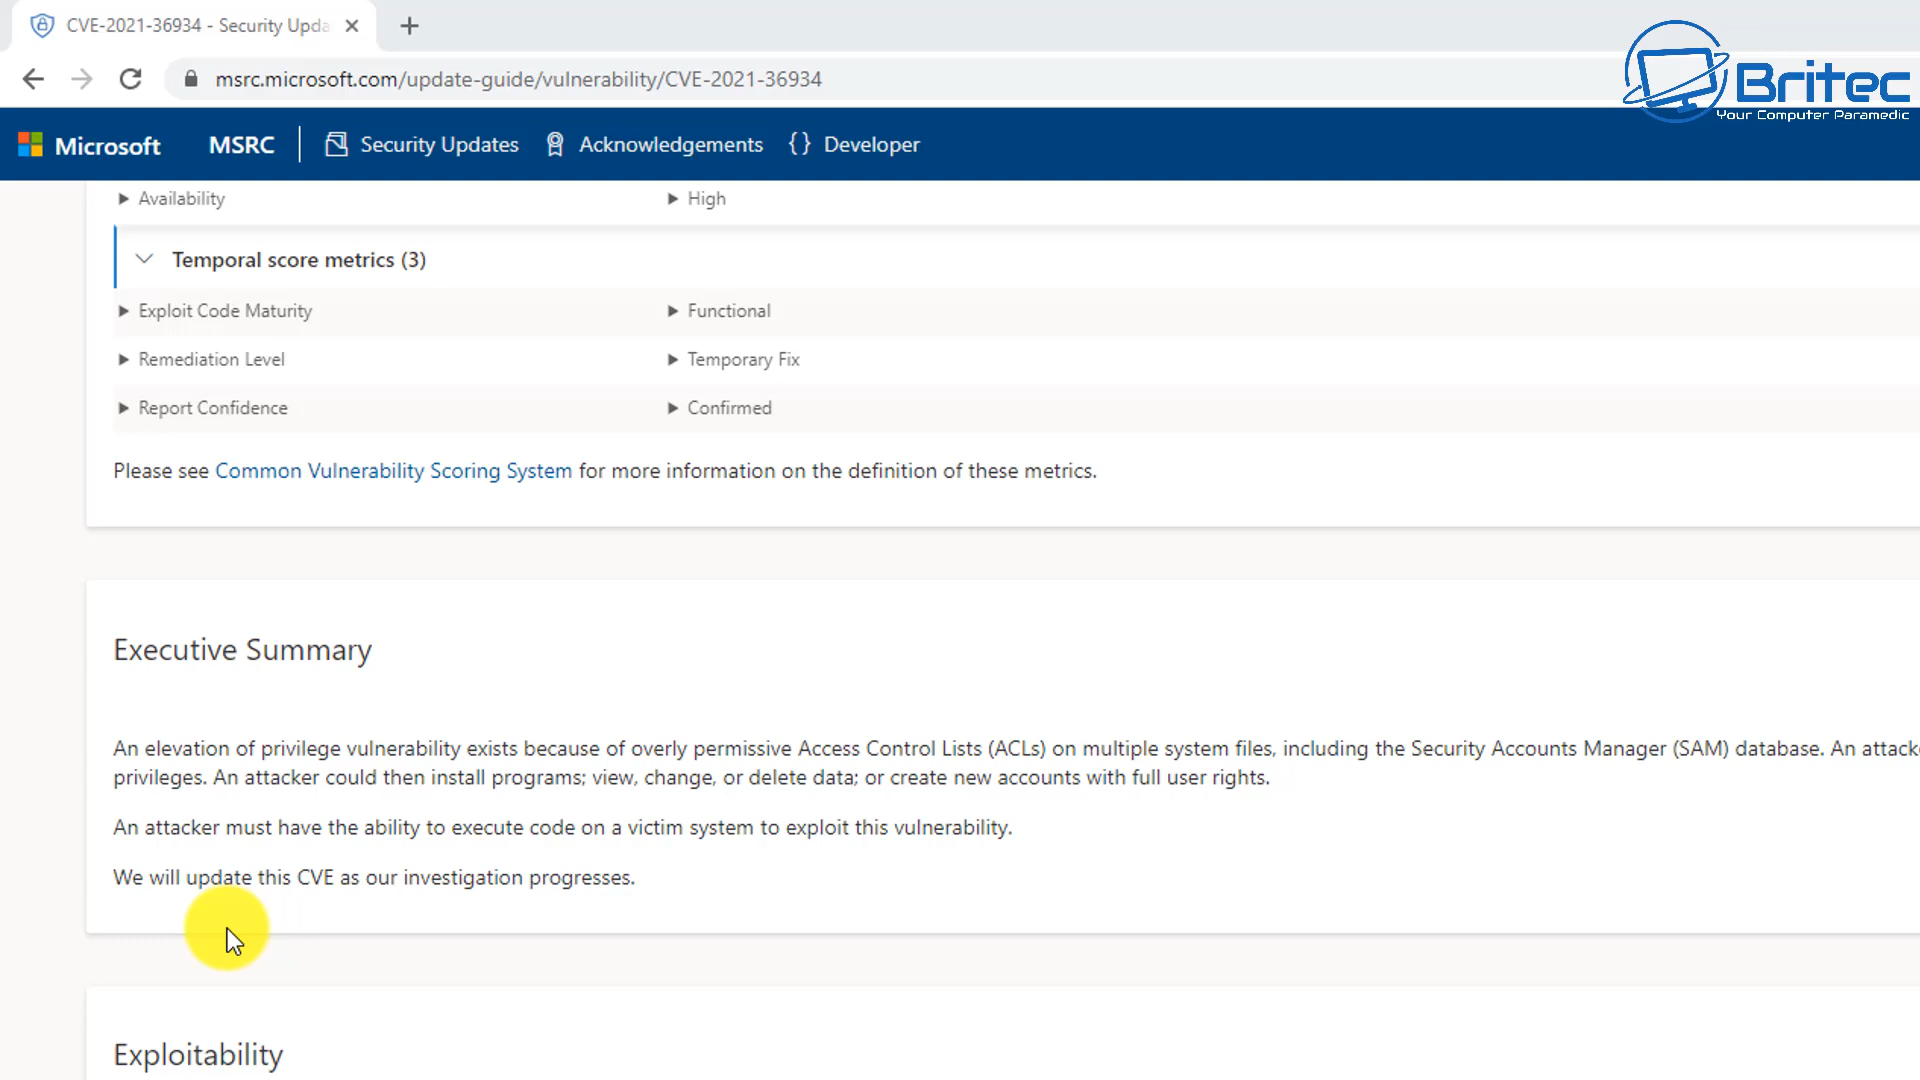 CVE-2021-36934 - Security Upda
msrc.microsoft.com/update-guide/vulnerability/CVE-2021-36934
Britec
Your Computer Paramedic
Microsoft MSRC Security Updates Acknowledgements Developer
Availability High
Temporal score metrics (3)
Exploit Code Maturity Functional
Remediation Level Temporary Fix
Report Confidence Confirmed
Please see Common Vulnerability Scoring System for more information on the definition of these metrics.
Executive Summary
An elevation of privilege vulnerability exists because of overly permissive Access Control Lists (ACLs) on multiple system files, including the Security Accounts Manager (SAM) database. An attack
privileges. An attacker could then install programs; view, change, or delete data; or create new accounts with full user rights.
An attacker must have the ability to execute code on a victim system to exploit this vulnerability.
We will update this CVE as our investigation progresses.
Exploitability